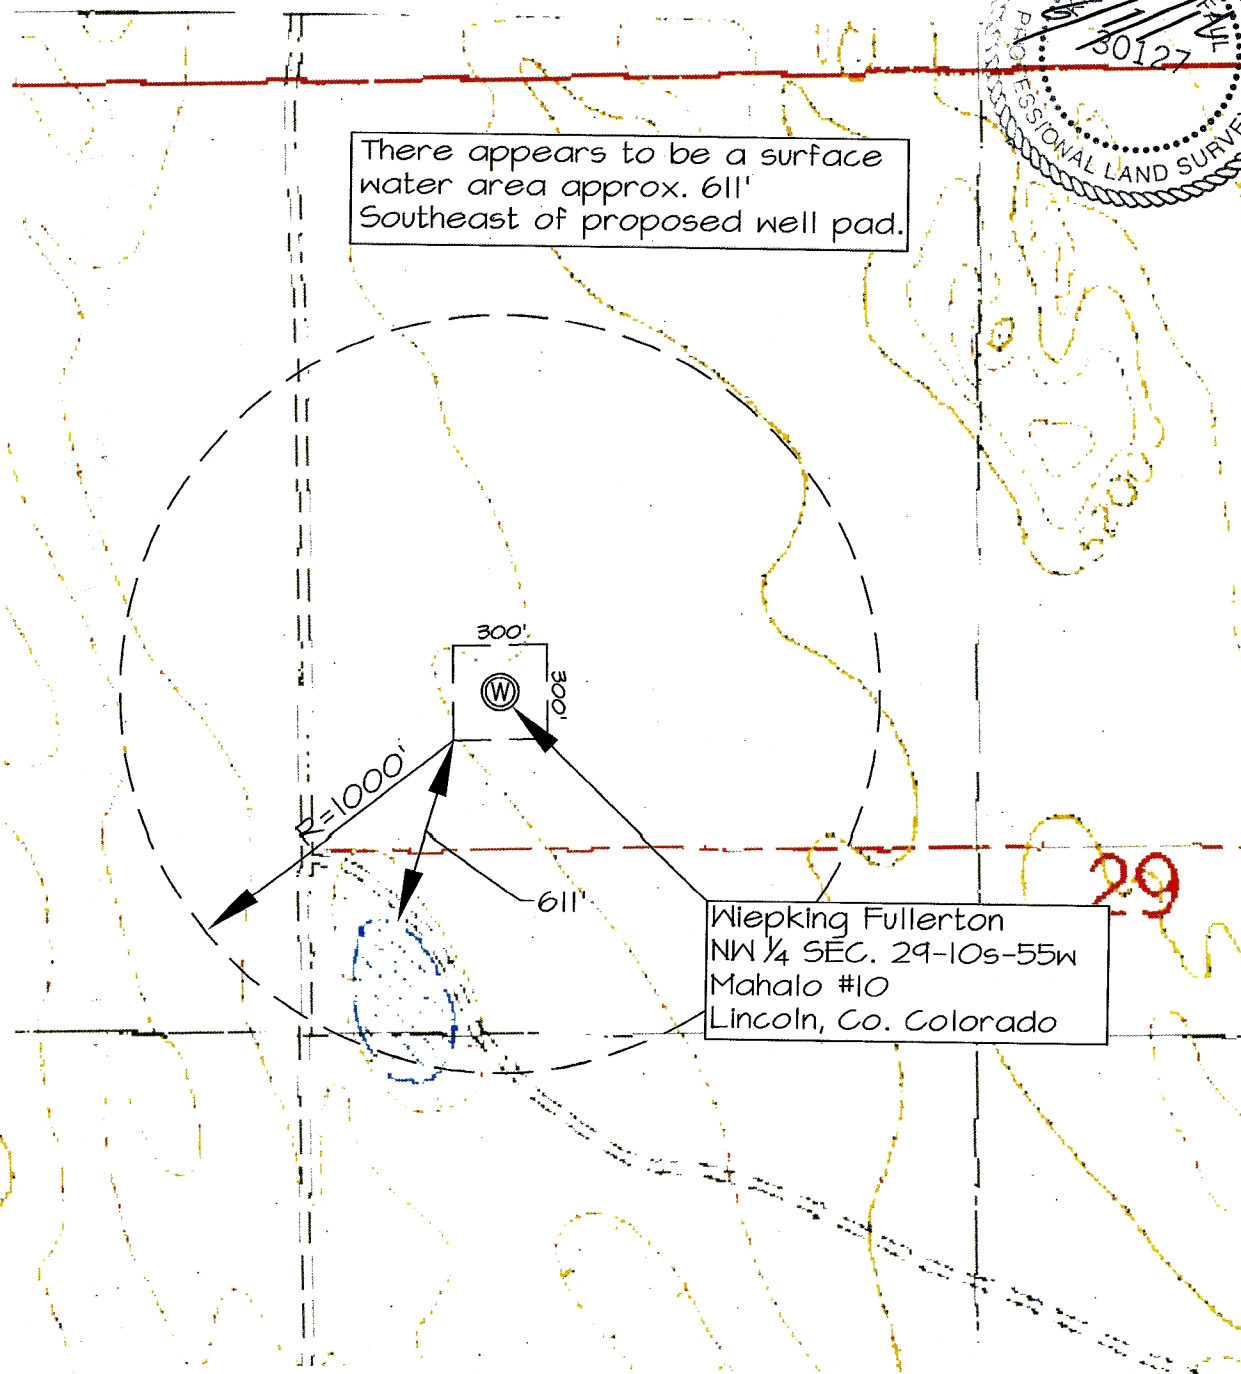 30127
PROFESSIONAL LAND SURVE
There appears to be a surface
water area approx. 611'
Southeast of proposed well pad.
300'
W
300'
R=1000'
611'
29
Wiepking Fullerton
NW ¼ SEC. 29-10s-55w
Mahalo #10
Lincoln, Co. Colorado